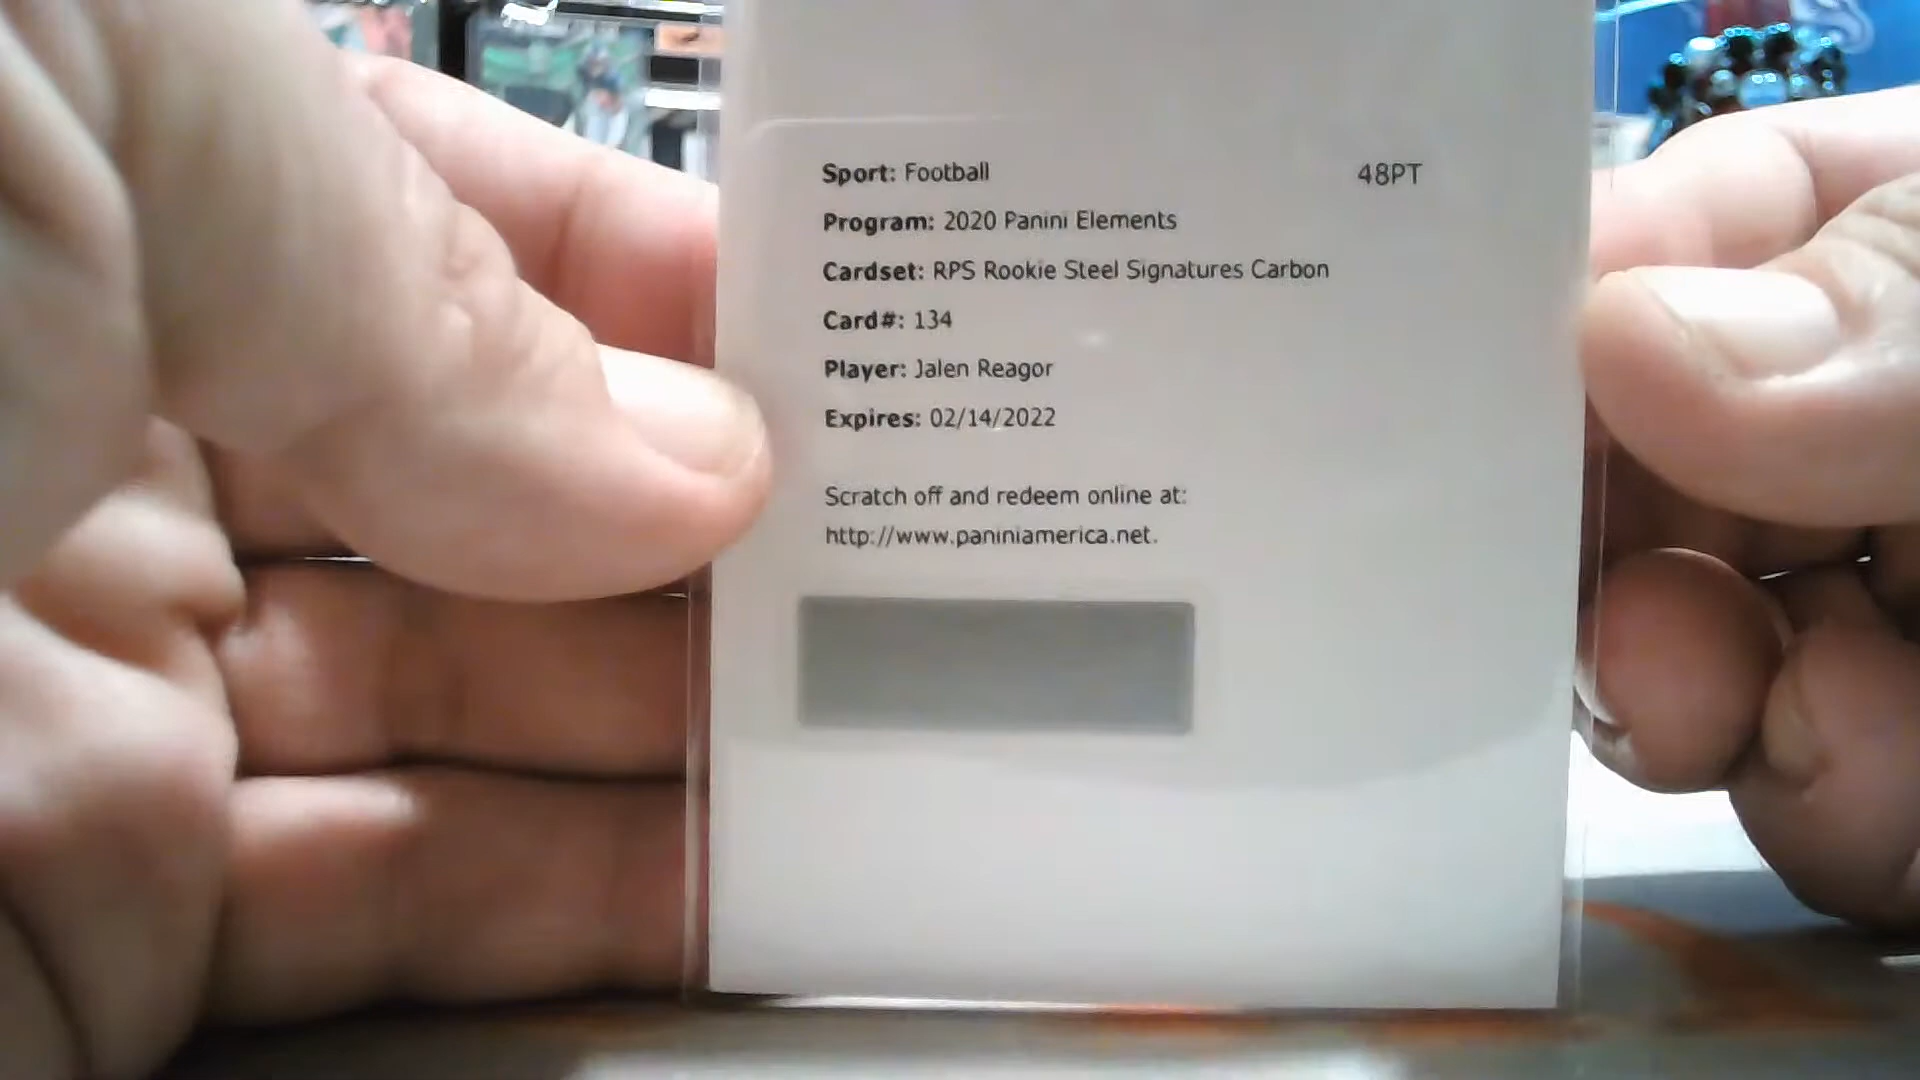 Sport: Football 48PT
Program: 2020 Panini Elements
Cardset: RPS Rookie Steel Signatures Carbon
Card#: 134
Player: Jalen Reagor
Expires: 02/14/2022
Scratch off and redeem online at:
http://www.paniniamerica.net.